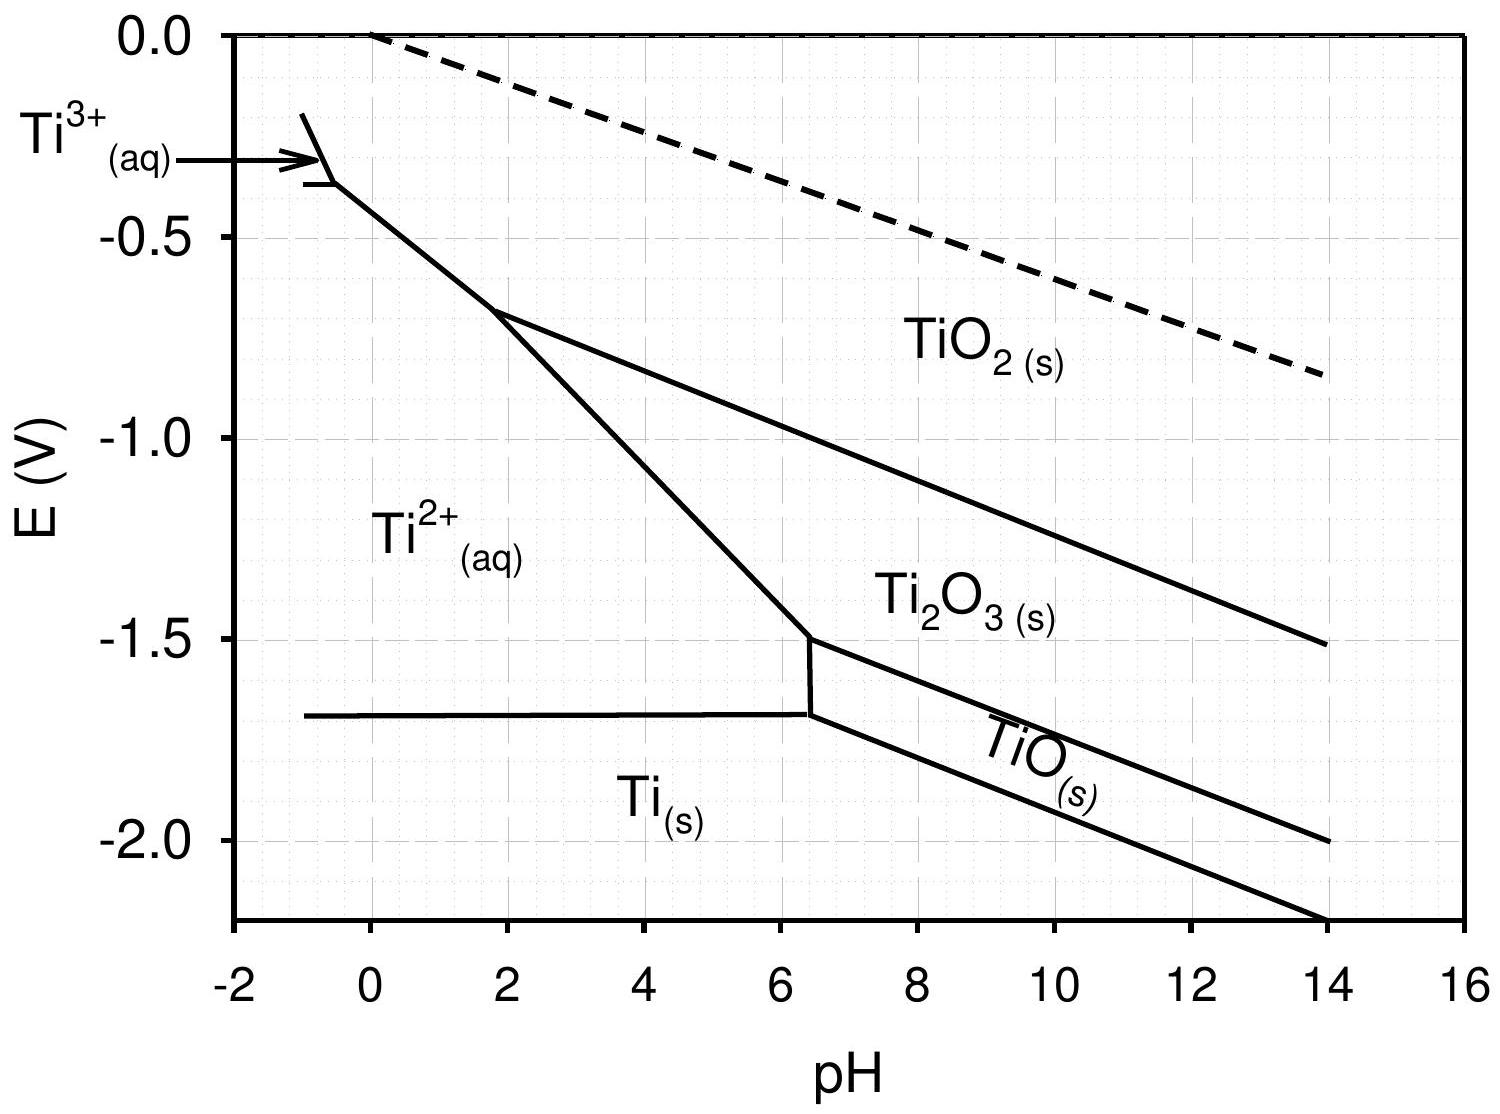 0.0
Ti³⁺(aq)
-0.5
TiO₂ (s)
-1.0
E (V)
Ti²⁺(aq)
Ti₂O₃ (s)
-1.5
TiO(s)
Ti(s)
-2.0
-2 0 2 4 6 8 10 12 14 16
pH